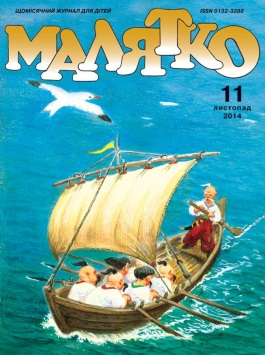 ЩОМІСЯЧНИЙ ЖУРНАЛ ДЛЯ ДІТЕЙ
ISSN 0132-3288
МАЛЯТКО
11
листопад
2014